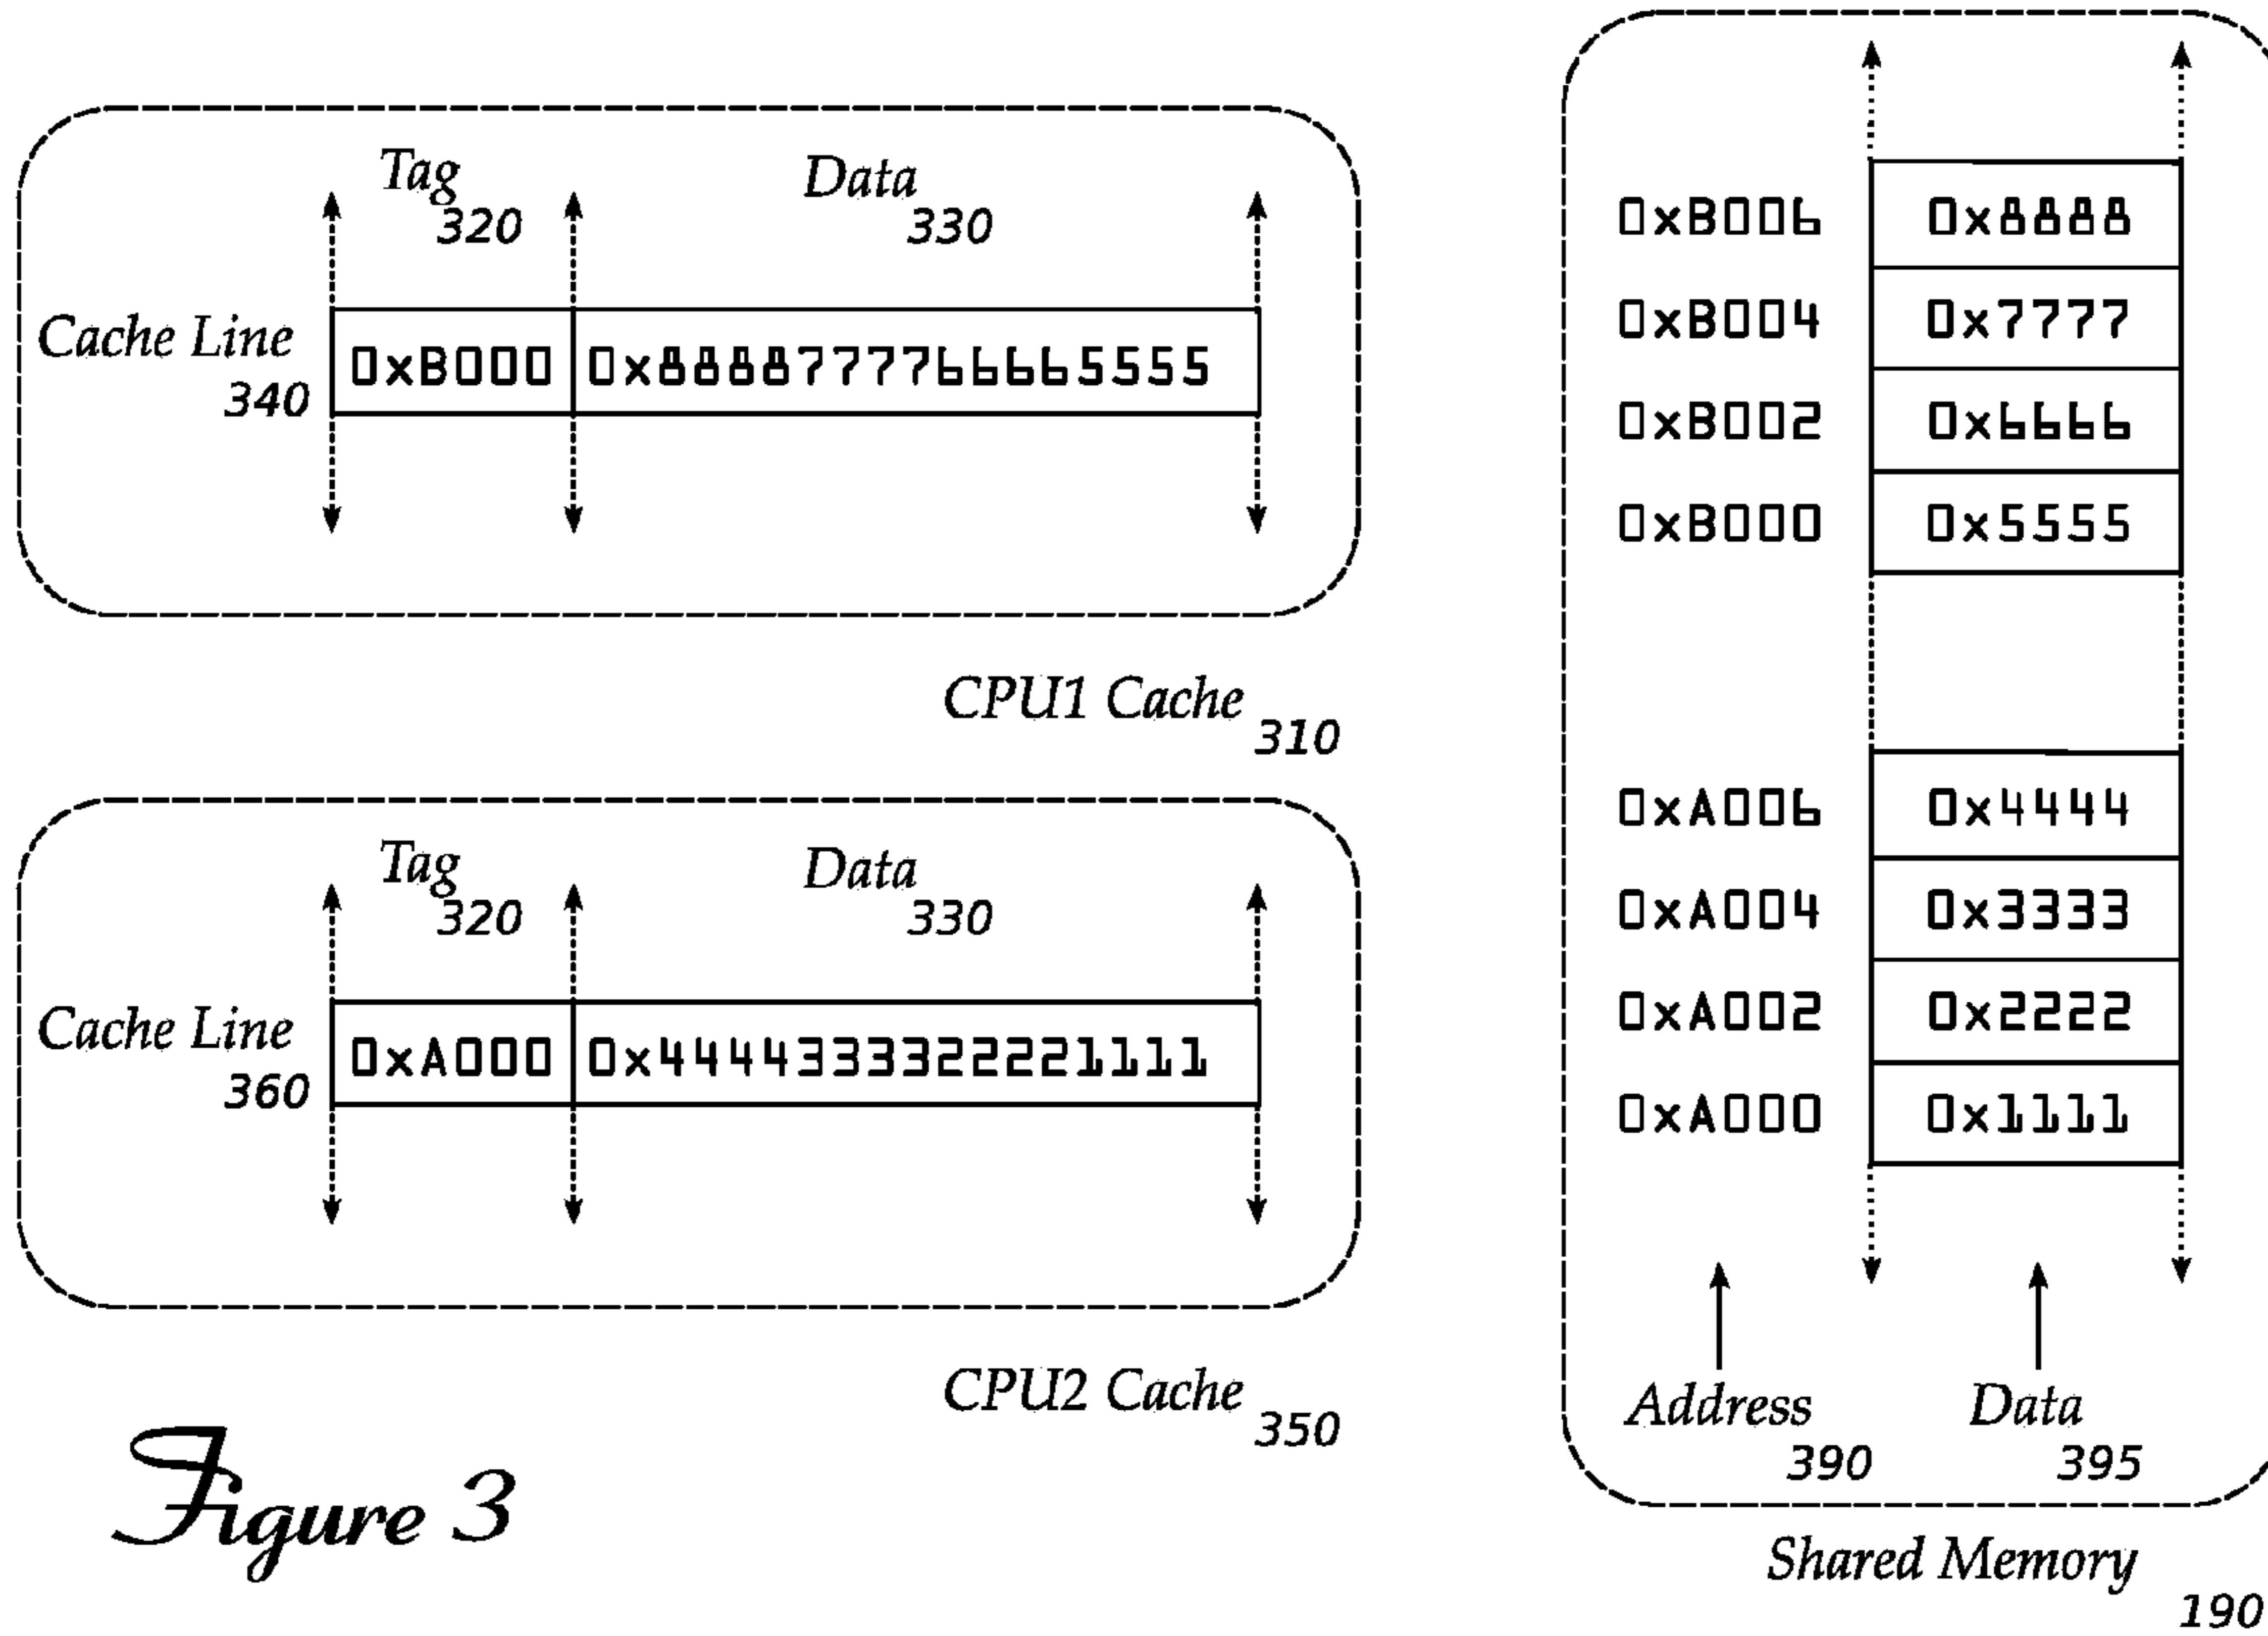 Tag
320
Data
330
Cache Line
340
0xB000 0x8888777766665555
CPU1 Cache
310
Tag
320
Data
330
Cache Line
360
0xA000 0x4444333322221111
CPU2 Cache
350
Figure 3
0xB006 0x8888
0xB004 0x7777
0xB002 0x6666
0xB000 0x5555
0xA006 0x4444
0xA004 0x3333
0xA002 0x2222
0xA000 0x1111
Address
390
Data
395
Shared Memory
190